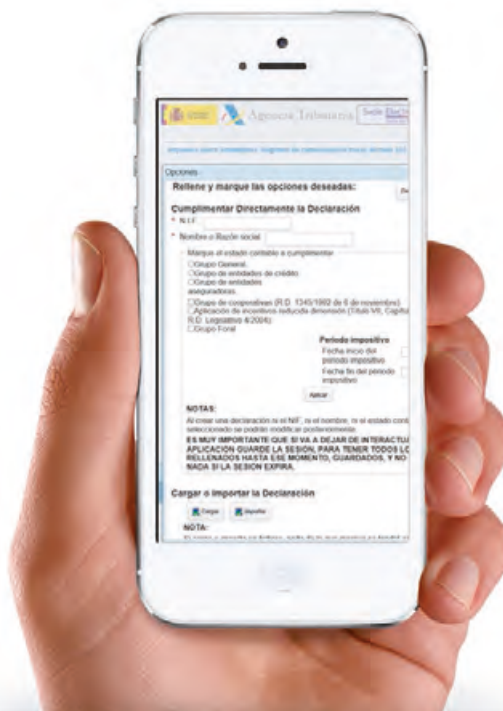 Agencia Tributaria
Opciones
Rellene y marque las opciones deseadas:
Cumplimentar Directamente la Declaración
* N.I.F.
* Nombre o Razón social
Marque el estado contable a cumplimentar
Grupo General.
Grupo de entidades de crédito.
Grupo de entidades
aseguradoras.
Grupo de cooperativas (R.D. 1345/1992 de 6 de noviembre)
Aplicación de incentivos reducida dimensión (Título VII, Capítu
R.D. Legislativo 4/2004).
Grupo Foral
Periodo impositivo
Fecha inicio del
periodo impositivo
Fecha fin del periodo
impositivo
Aplicar
NOTAS:
Al crear una declaración ni el NIF, ni el nombre, ni el estado cont
seleccionado se podrán modificar posteriormente.
ES MUY IMPORTANTE QUE SI VA A DEJAR DE INTERACTUA
APLICACIÓN GUARDE LA SESIÓN, PARA TENER TODOS LO
RELLENADOS HASTA ESE MOMENTO, GUARDADOS, Y NO
NADA SI LA SESION EXPIRA.
Cargar o Importar la Declaración
Cargar Importar
NOTA: